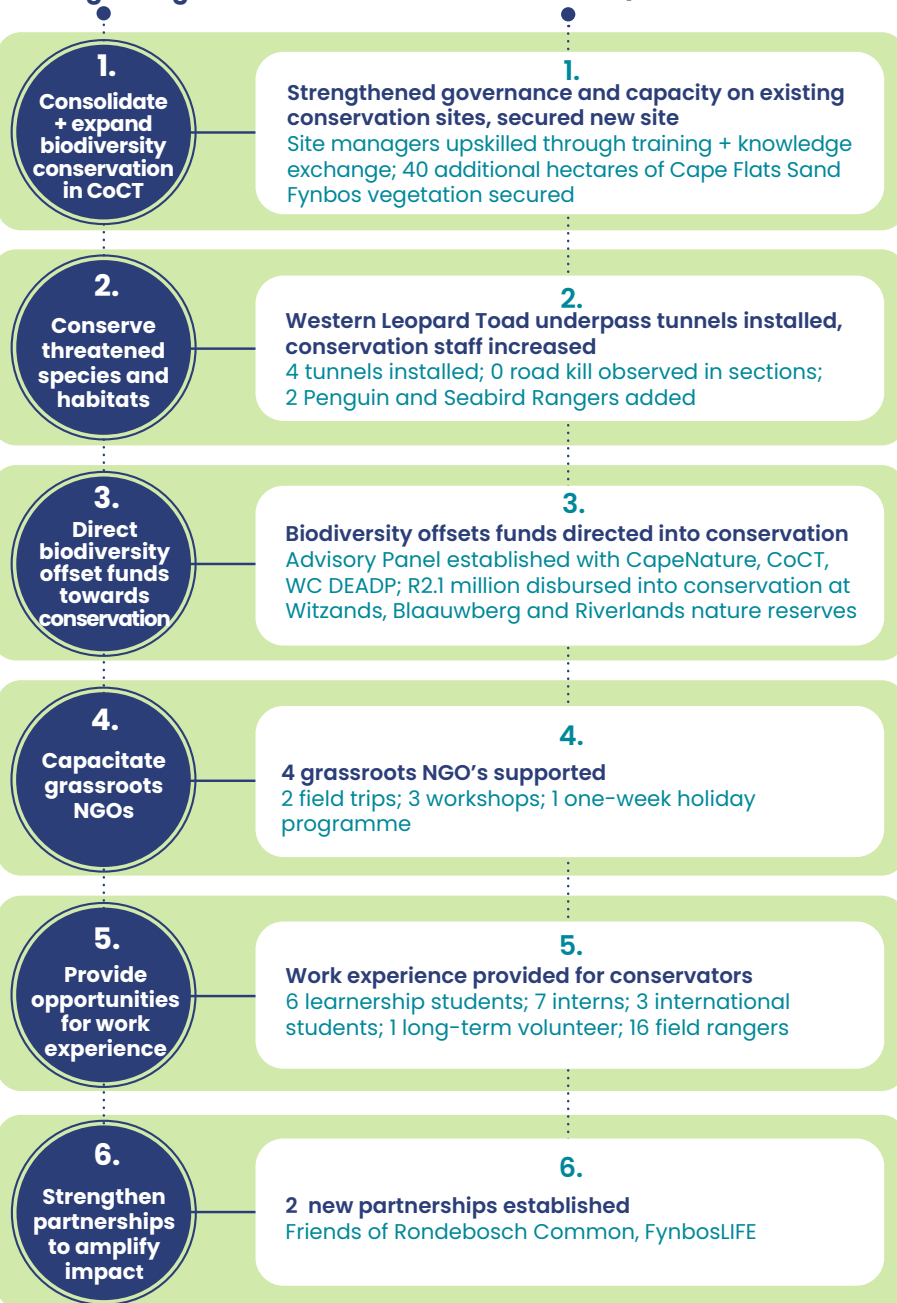 1.
Consolidate
+ expand
biodiversity
conservation
in CoCT
1.
Strengthened governance and capacity on existing
conservation sites, secured new site
Site managers upskilled through training + knowledge
exchange; 40 additional hectares of Cape Flats Sand
Fynbos vegetation secured
2.
Conserve
threatened
species and
habitats
2.
Western Leopard Toad underpass tunnels installed,
conservation staff increased
4 tunnels installed; 0 road kill observed in sections;
2 Penguin and Seabird Rangers added
3.
Direct
biodiversity
offset funds
towards
conservation
3.
Biodiversity offsets funds directed into conservation
Advisory Panel established with CapeNature, CoCT,
WC DEADP; R2.1 million disbursed into conservation at
Witzands, Blaauwberg and Riverlands nature reserves
4.
Capacitate
grassroots
NGOs
4.
4 grassroots NGO's supported
2 field trips; 3 workshops; 1 one-week holiday
programme
5.
Provide
opportunities
for work
experience
5.
Work experience provided for conservators
6 learnership students; 7 interns; 3 international
students; 1 long-term volunteer; 16 field rangers
6.
Strengthen
partnerships
to amplify
impact
6.
2 new partnerships established
Friends of Rondebosch Common, FynbosLIFE